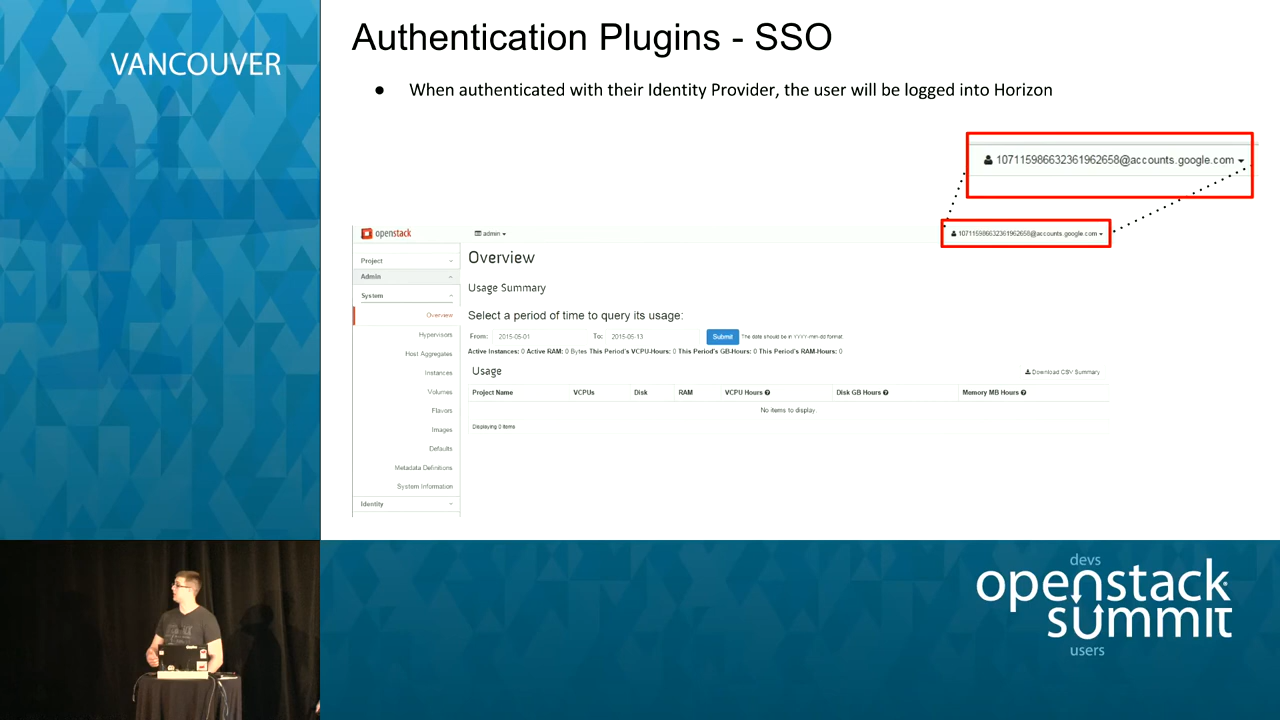 VANCOUVER
Authentication Plugins - SSO
● When authenticated with their Identity Provider, the user will be logged into Horizon
107115986632361962658@accounts.google.com
openstack
admin
107115986632361962658@accounts.google.com
Project
Admin
System
Overview
Hypervisors
Host Aggregates
Instances
Volumes
Flavors
Images
Defaults
Metadata Definitions
System Information
Identity
Overview
Usage Summary
Select a period of time to query its usage:
From: 2015-05-01 To: 2015-05-13 Submit The date should be in YYYY-mm-dd format
Active Instances: 0 Active RAM: 0 Bytes This Period's VCPU-Hours: 0 This Period's GB-Hours: 0 This Period's RAM-Hours: 0
Usage
Download CSV Summary
Project Name VCPUs Disk RAM VCPU Hours Disk GB Hours Memory MB Hours
No items to display.
Displaying 0 items
devs
openstack
summit
users